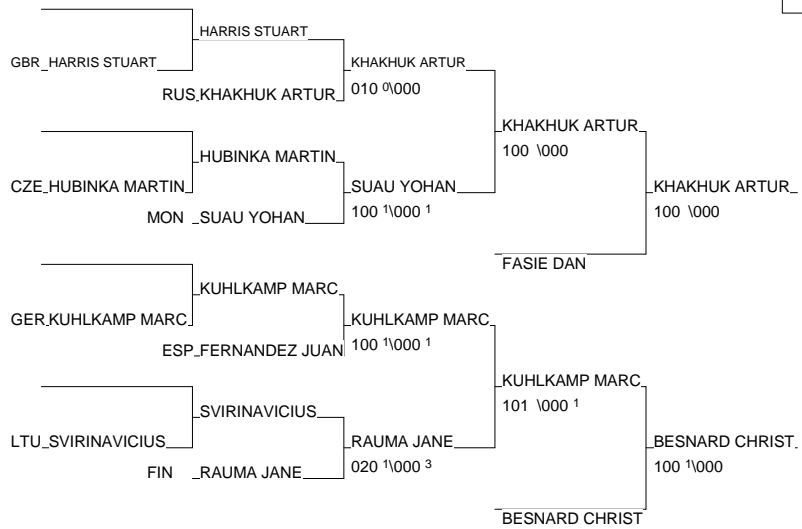 HARRIS STUART
GBR HARRIS STUART
KHAKHUK ARTUR
RUS KHAKHUK ARTUR
010 0\000
KHAKHUK ARTUR
100 \000
HUBINKA MARTIN
CZE HUBINKA MARTIN
SUAU YOHAN
KHAKHUK ARTUR
MON SUAU YOHAN
100 1\000 1
100 \000
FASIE DAN
KUHLKAMP MARC
GER KUHLKAMP MARC
KUHLKAMP MARC
ESP FERNANDEZ JUAN
100 1\000 1
KUHLKAMP MARC
101 \000 1
SVIRINAVICIUS
LTU SVIRINAVICIUS
RAUMA JANE
BESNARD CHRIST
FIN RAUMA JANE
020 1\000 3
100 1\000
BESNARD CHRIST